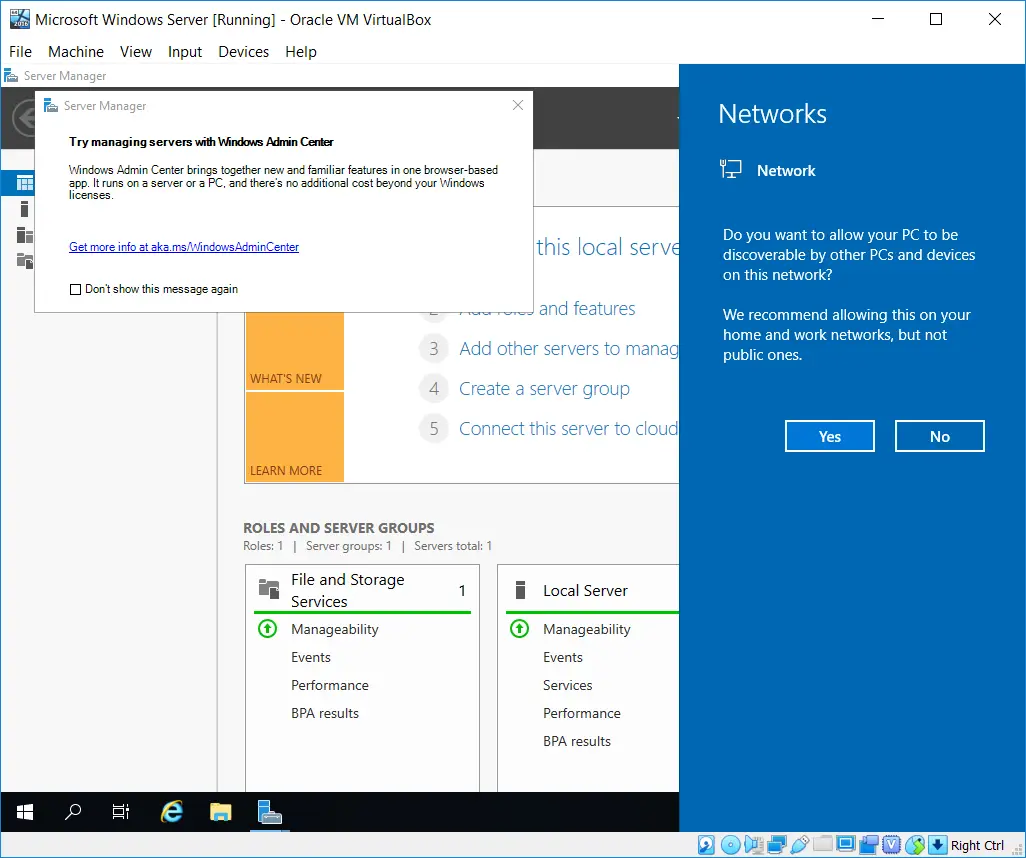 Microsoft Windows Server [Running] - Oracle VM VirtualBox
File Machine View Input Devices Help
Server Manager
Server Manager
Try managing servers with Windows Admin Center
Windows Admin Center brings together new and familiar features in one browser-based
app. It runs on a server or a PC, and there's no additional cost beyond your Windows
licenses.
Get more info at aka.ms/WindowsAdminCenter
Don't show this message again
this local serve
2 Add roles and features
3 Add other servers to manag
4 Create a server group
5 Connect this server to cloud
WHAT'S NEW
LEARN MORE
ROLES AND SERVER GROUPS
Roles: 1 | Server groups: 1 | Servers total: 1
File and Storage
Services
1
Manageability
Events
Performance
BPA results
Local Server
Manageability
Events
Services
Performance
BPA results
Networks
Network
Do you want to allow your PC to be
discoverable by other PCs and devices
on this network?
We recommend allowing this on your
home and work networks, but not
public ones.
Yes No
Right Ctrl